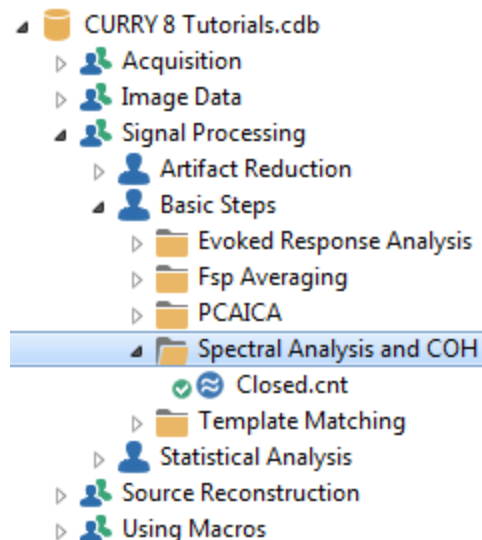 CURRY 8 Tutorials.cdb
Acquisition
Image Data
Signal Processing
Artifact Reduction
Basic Steps
Evoked Response Analysis
Fsp Averaging
PCAICA
Spectral Analysis and COH
Closed.cnt
Template Matching
Statistical Analysis
Source Reconstruction
Using Macros